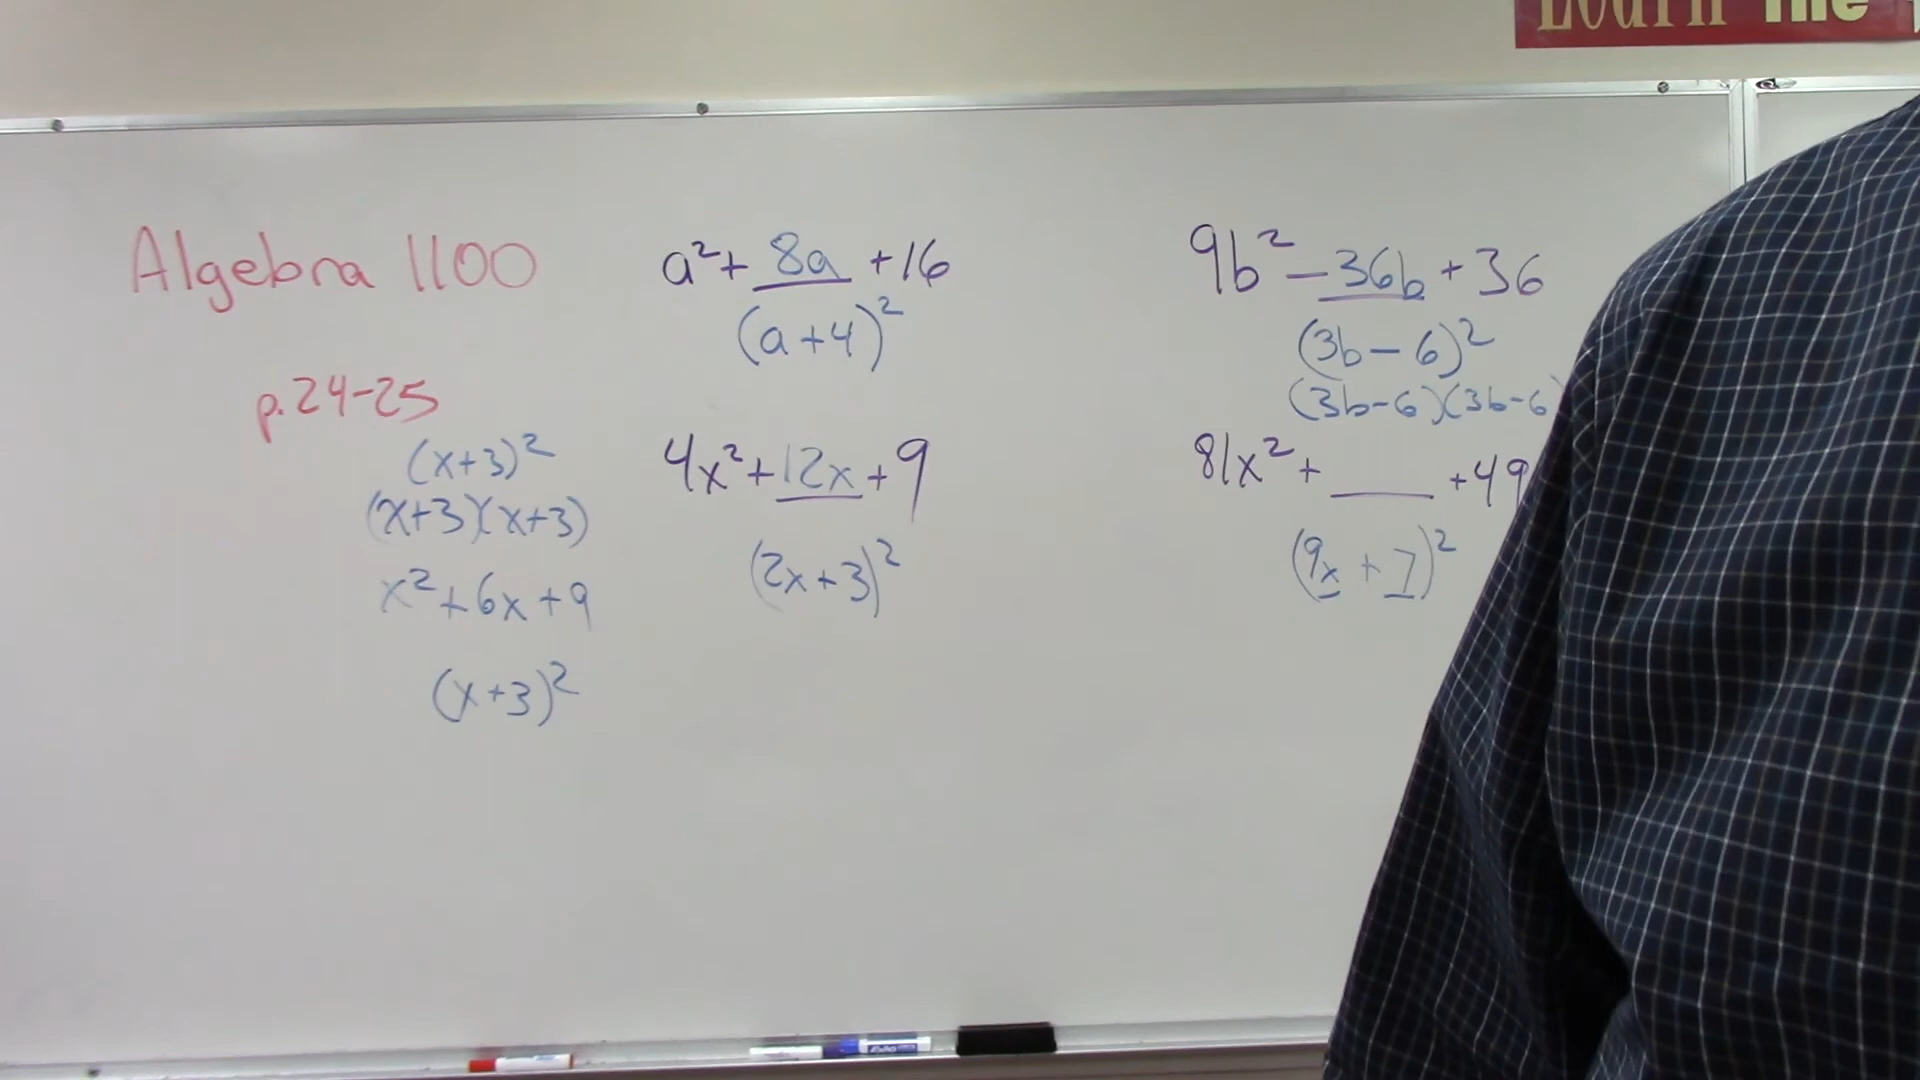 Learn The
Algebra 1100
p.24-25
(x+3)²
(x+3)(x+3)
x²+6x+9
(x+3)²
a²+ 8a +16
(a+4)²
4x²+12x+9
(2x+3)²
9b²-36b+36
(3b-6)²
(3b-6)(3b-6)
81x²+ ___ +49
(9x+7)²